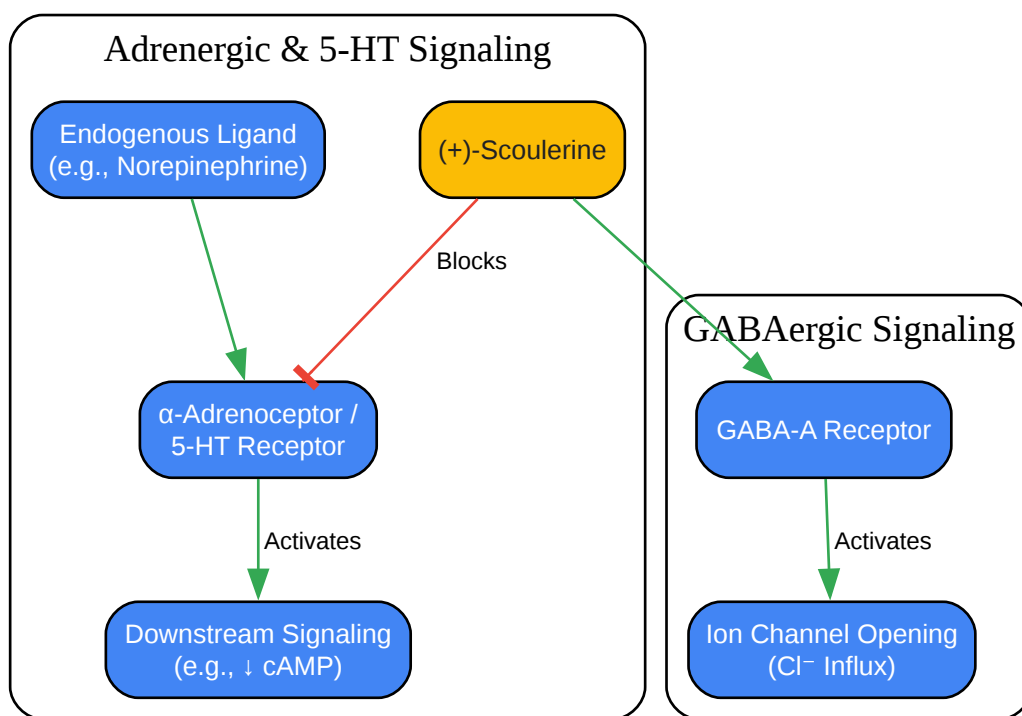 Adrenergic & 5-HT Signaling
Endogenous Ligand
(e.g., Norepinephrine)
(+)-Scoulerine
Blocks
GABAergic Signaling
α-Adrenoceptor /
5-HT Receptor
GABA-A Receptor
Activates
Activates
Downstream Signaling
(e.g., ↓ cAMP)
Ion Channel Opening
(Cl⁻ Influx)